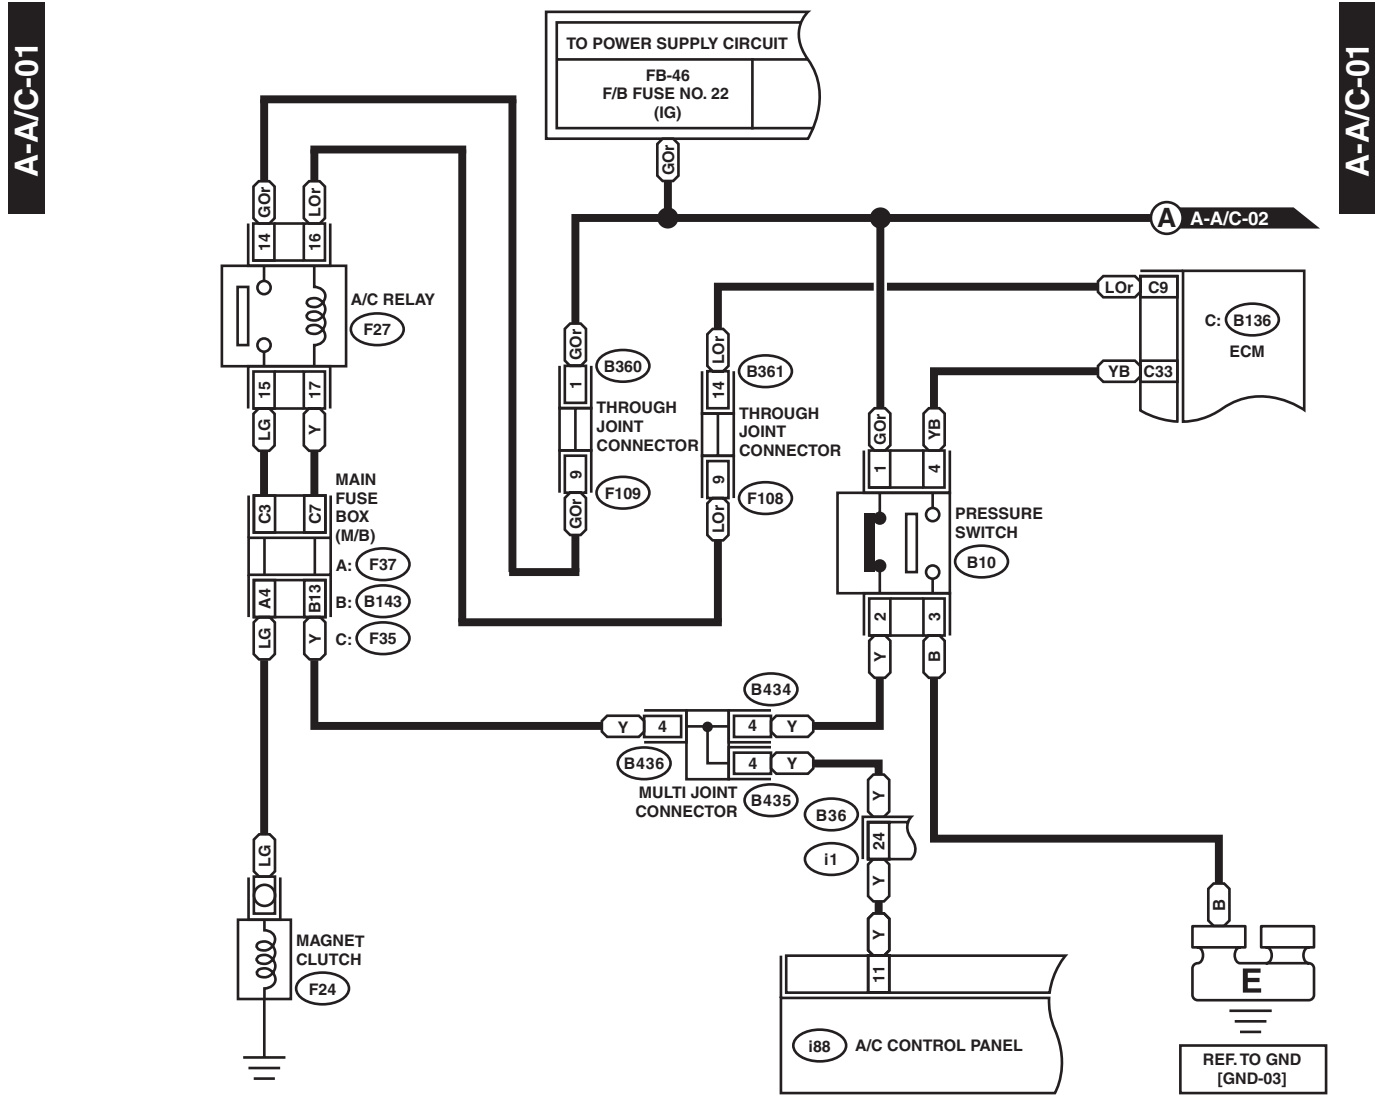 A-A/C-01
A-A/C-01
TO POWER SUPPLY CIRCUIT
FB-46
F/B FUSE NO. 22
(IG)
GOr
A
A-A/C-02
GOr
LOr
14
16
A/C RELAY
F27
15
17
LG
Y
MAIN
FUSE
BOX
(M/B)
C3
C7
A: F37
A4
B13
B: B143
LG
Y
C: F35
GOr
B360
1
THROUGH
JOINT
CONNECTOR
9
F109
GOr
LOr
B361
14
THROUGH
JOINT
CONNECTOR
9
F108
LOr
LOr
C9
C: B136
ECM
YB
C33
GOr
YB
1
4
PRESSURE
SWITCH
B10
2
3
Y
B
B434
Y
4
4
Y
B436
4
Y
MULTI JOINT
CONNECTOR
B435
Y
B36
24
i1
Y
Y
11
i88
A/C CONTROL PANEL
LG
MAGNET
CLUTCH
F24
B
E
REF. TO GND
[GND-03]